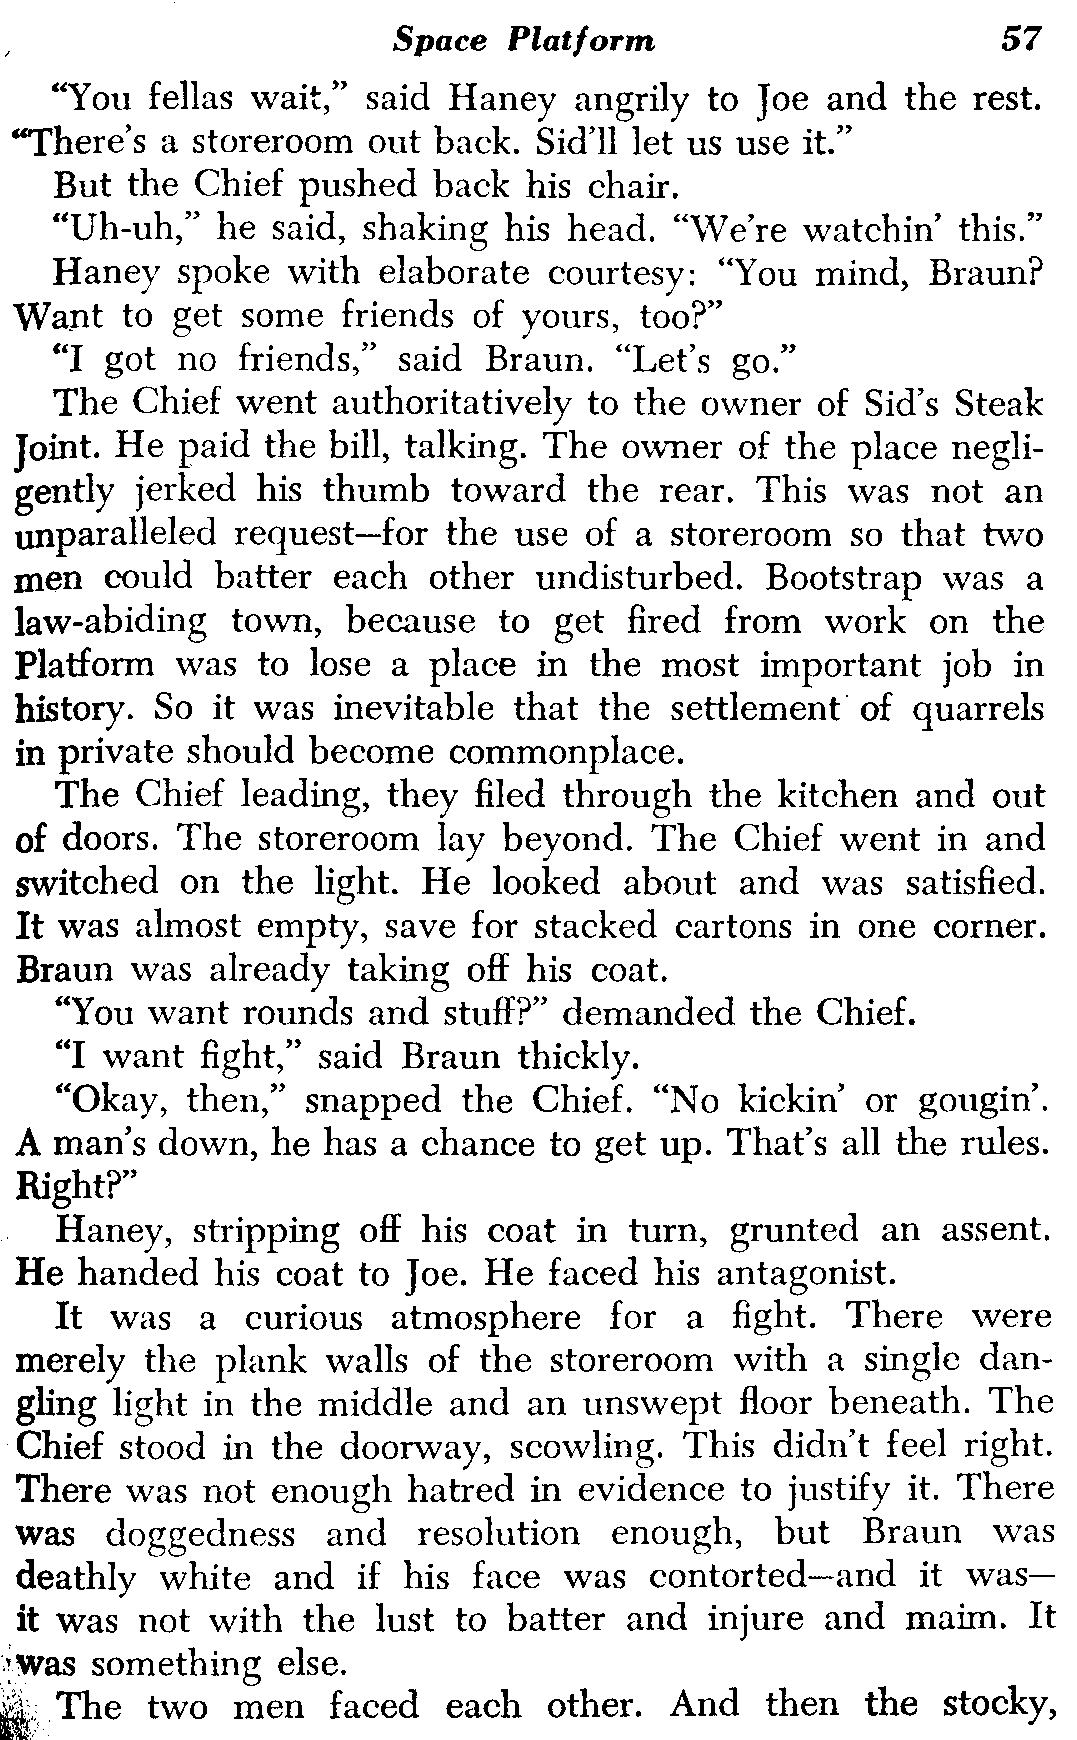 Space Platform 57
“You fellas wait,” said Haney angrily to Joe and the rest.
“There’s a storeroom out back. Sid’ll let us use it.”
But the Chief pushed back his chair.
“Uh-uh,” he said, shaking his head. “We’re watchin’ this.”
Haney spoke with elaborate courtesy: “You mind, Braun?
Want to get some friends of yours, too?”
“I got no friends,” said Braun. “Let’s go.”
The Chief went authoritatively to the owner of Sid’s Steak
Joint. He paid the bill, talking. The owner of the place negli-
gently jerked his thumb toward the rear. This was not an
unparalleled request—for the use of a storeroom so that two
men could batter each other undisturbed. Bootstrap was a
law-abiding town, because to get fired from work on the
Platform was to lose a place in the most important job in
history. So it was inevitable that the settlement of quarrels
in private should become commonplace.
The Chief leading, they filed through the kitchen and out
of doors. The storeroom lay beyond. The Chief went in and
switched on the light. He looked about and was satisfied.
It was almost empty, save for stacked cartons in one corner.
Braun was already taking off his coat.
“You want rounds and stuff?” demanded the Chief.
“I want fight,” said Braun thickly.
“Okay, then,” snapped the Chief. “No kickin’ or gougin’.
A man’s down, he has a chance to get up. That’s all the rules.
Right?”
Haney, stripping off his coat in turn, grunted an assent.
He handed his coat to Joe. He faced his antagonist.
It was a curious atmosphere for a fight. There were
merely the plank walls of the storeroom with a single dan-
gling light in the middle and an unswept floor beneath. The
Chief stood in the doorway, scowling. This didn’t feel right.
There was not enough hatred in evidence to justify it. There
was doggedness and resolution enough, but Braun was
deathly white and if his face was contorted—and it was—
it was not with the lust to batter and injure and maim. It
was something else.
The two men faced each other. And then the stocky,